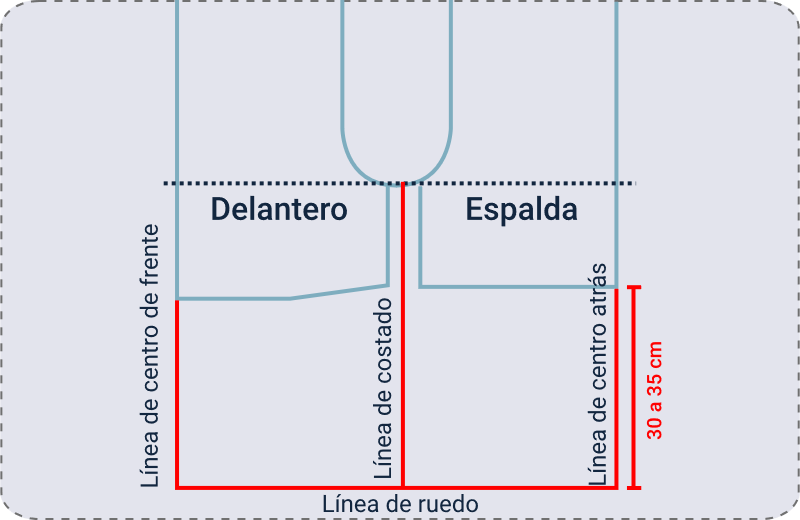 Delantero
Espalda
Línea de centro de frente
Línea de costado
Línea de centro atrás
30 a 35 cm
Línea de ruedo